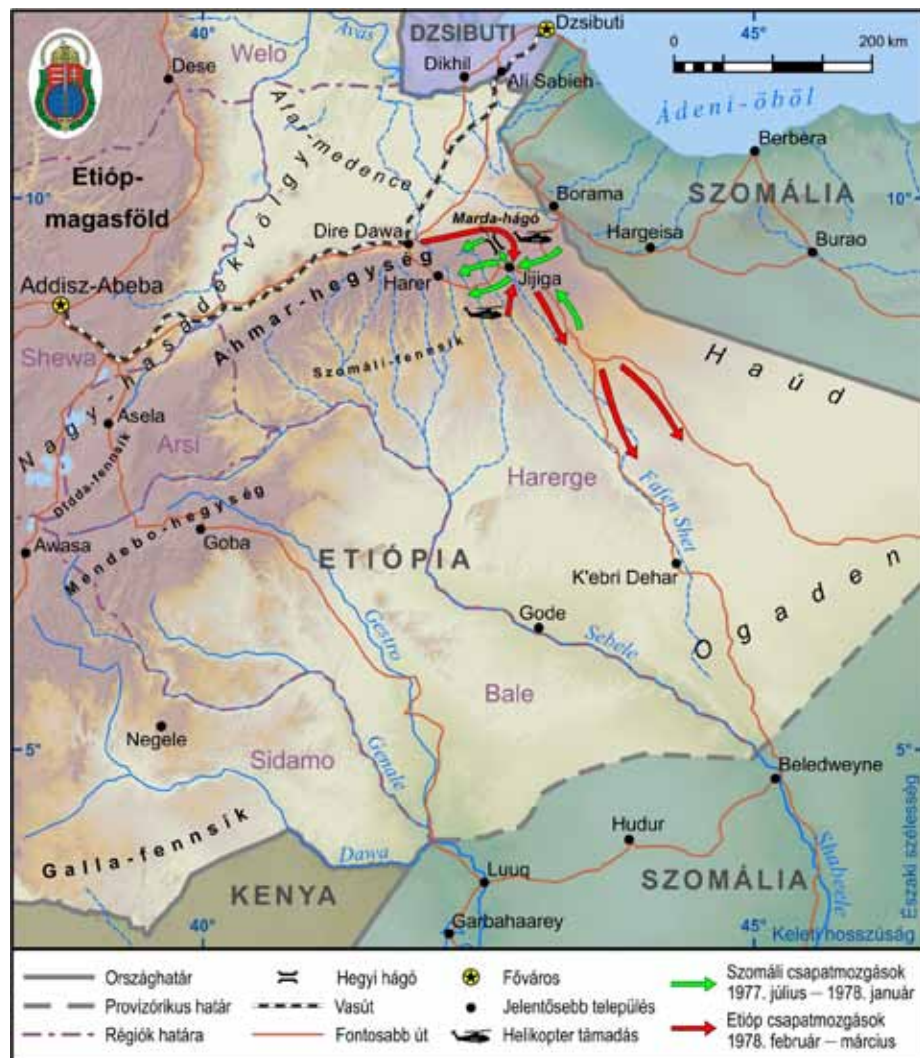 40°
DZSIBUTI
Dzsibuti
45°
0
200 km
Welo
Avas
Dikhil
Ali Sabieh
Dese
Ádeni-öböl
Berbera
Afar-medence
SZOMÁLIA
Etióp-
magasföld
10°
10°
Borama
Marda-hágó
Dire Dawa
Hargeisa
Burao
Harer
Jijiga
Addisz-Abeba
Nagy-hasadékvölgy
Ahmar-hegység
Shewa
Szomáli-fennsík
Haúd
Asela
Arsi
Harerge
Didda-fennsík
Fafen Shet
Mendebo-hegység
Awasa
Goba
ETIÓPIA
K'ebri Dehar
Ogaden
Gode
Gestro
Sebele
Bale
Negele
Sidamo
Genale
5°
5°
Beledweyne
Hudur
Galla-fennsík
Dawa
Luuq
Shabeele
KENYA
SZOMÁLIA
Garbahaarey
Északi szélesség
40°
45°
Keleti hosszúság
Országhatár
Hegyi hágó
Főváros
Szomáli csapatmozgások
1977. július – 1978. január
Provizórikus határ
Vasút
Jelentősebb település
Régiók határa
Fontosabb út
Helikopter támadás
Etióp csapatmozgások
1978. február – március